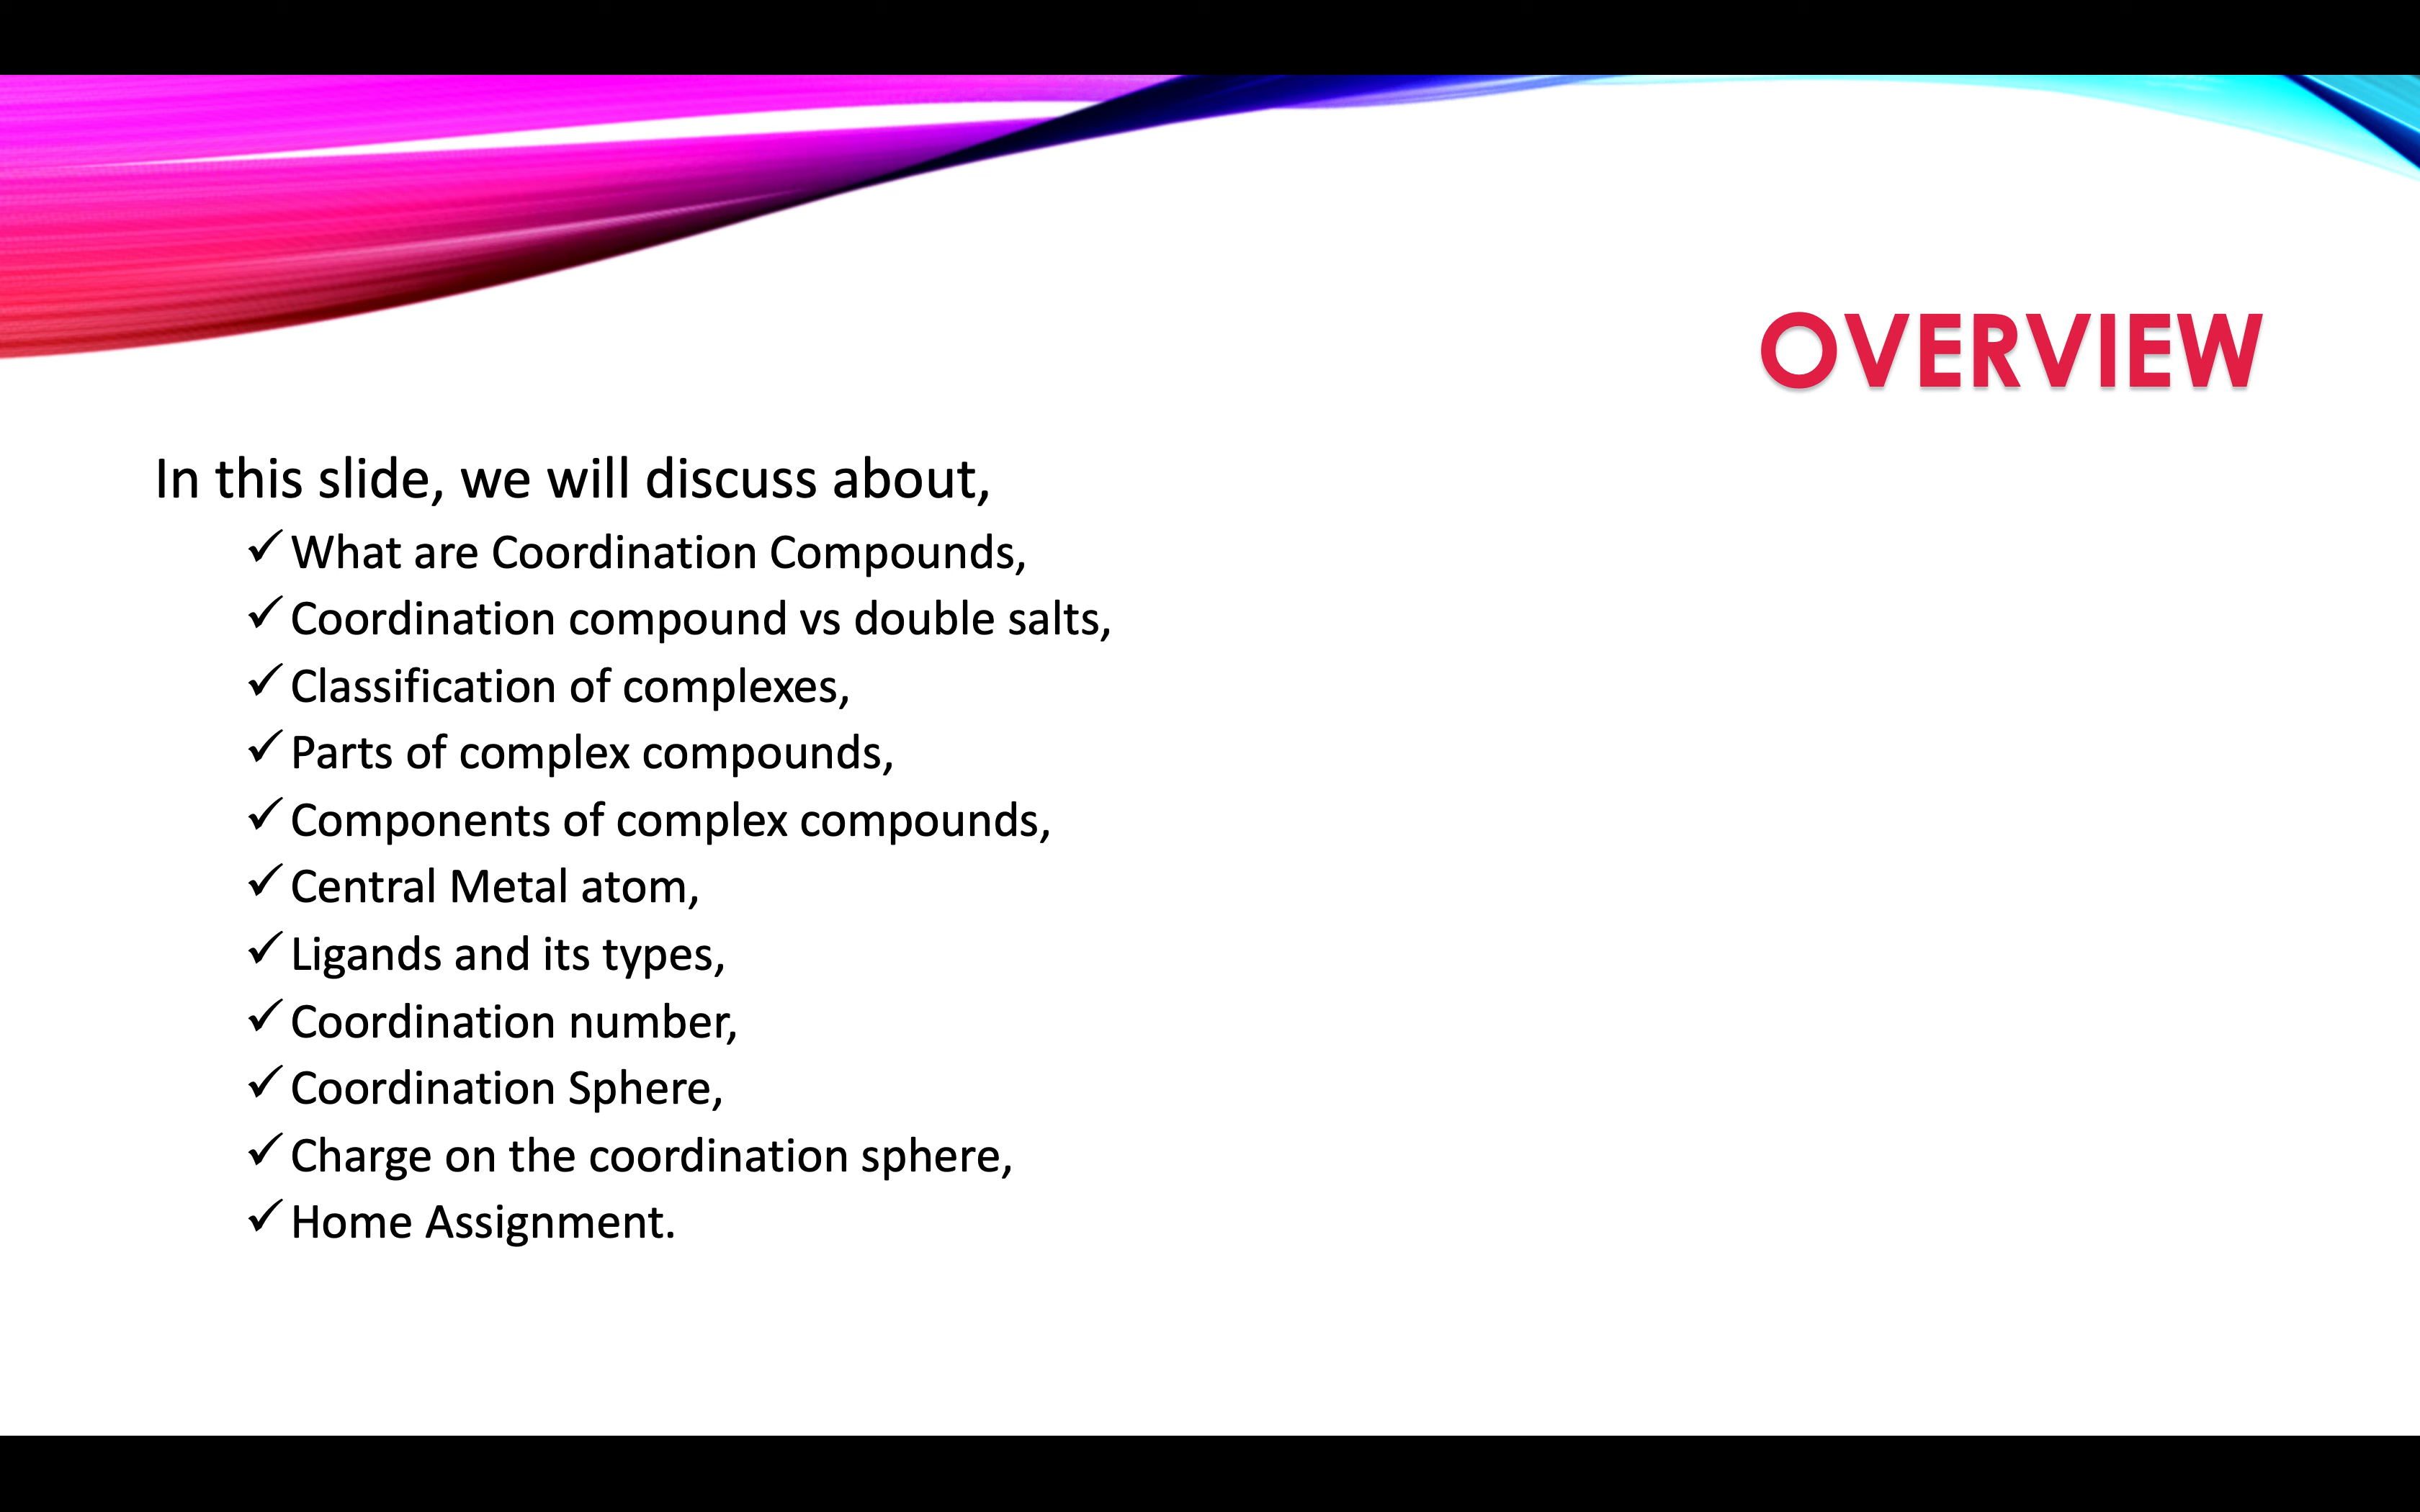 OVERVIEW
In this slide, we will discuss about,
✓ What are Coordination Compounds,
✓ Coordination compound vs double salts,
✓ Classification of complexes,
✓ Parts of complex compounds,
✓ Components of complex compounds,
✓ Central Metal atom,
✓ Ligands and its types,
✓ Coordination number,
✓ Coordination Sphere,
✓ Charge on the coordination sphere,
✓ Home Assignment.